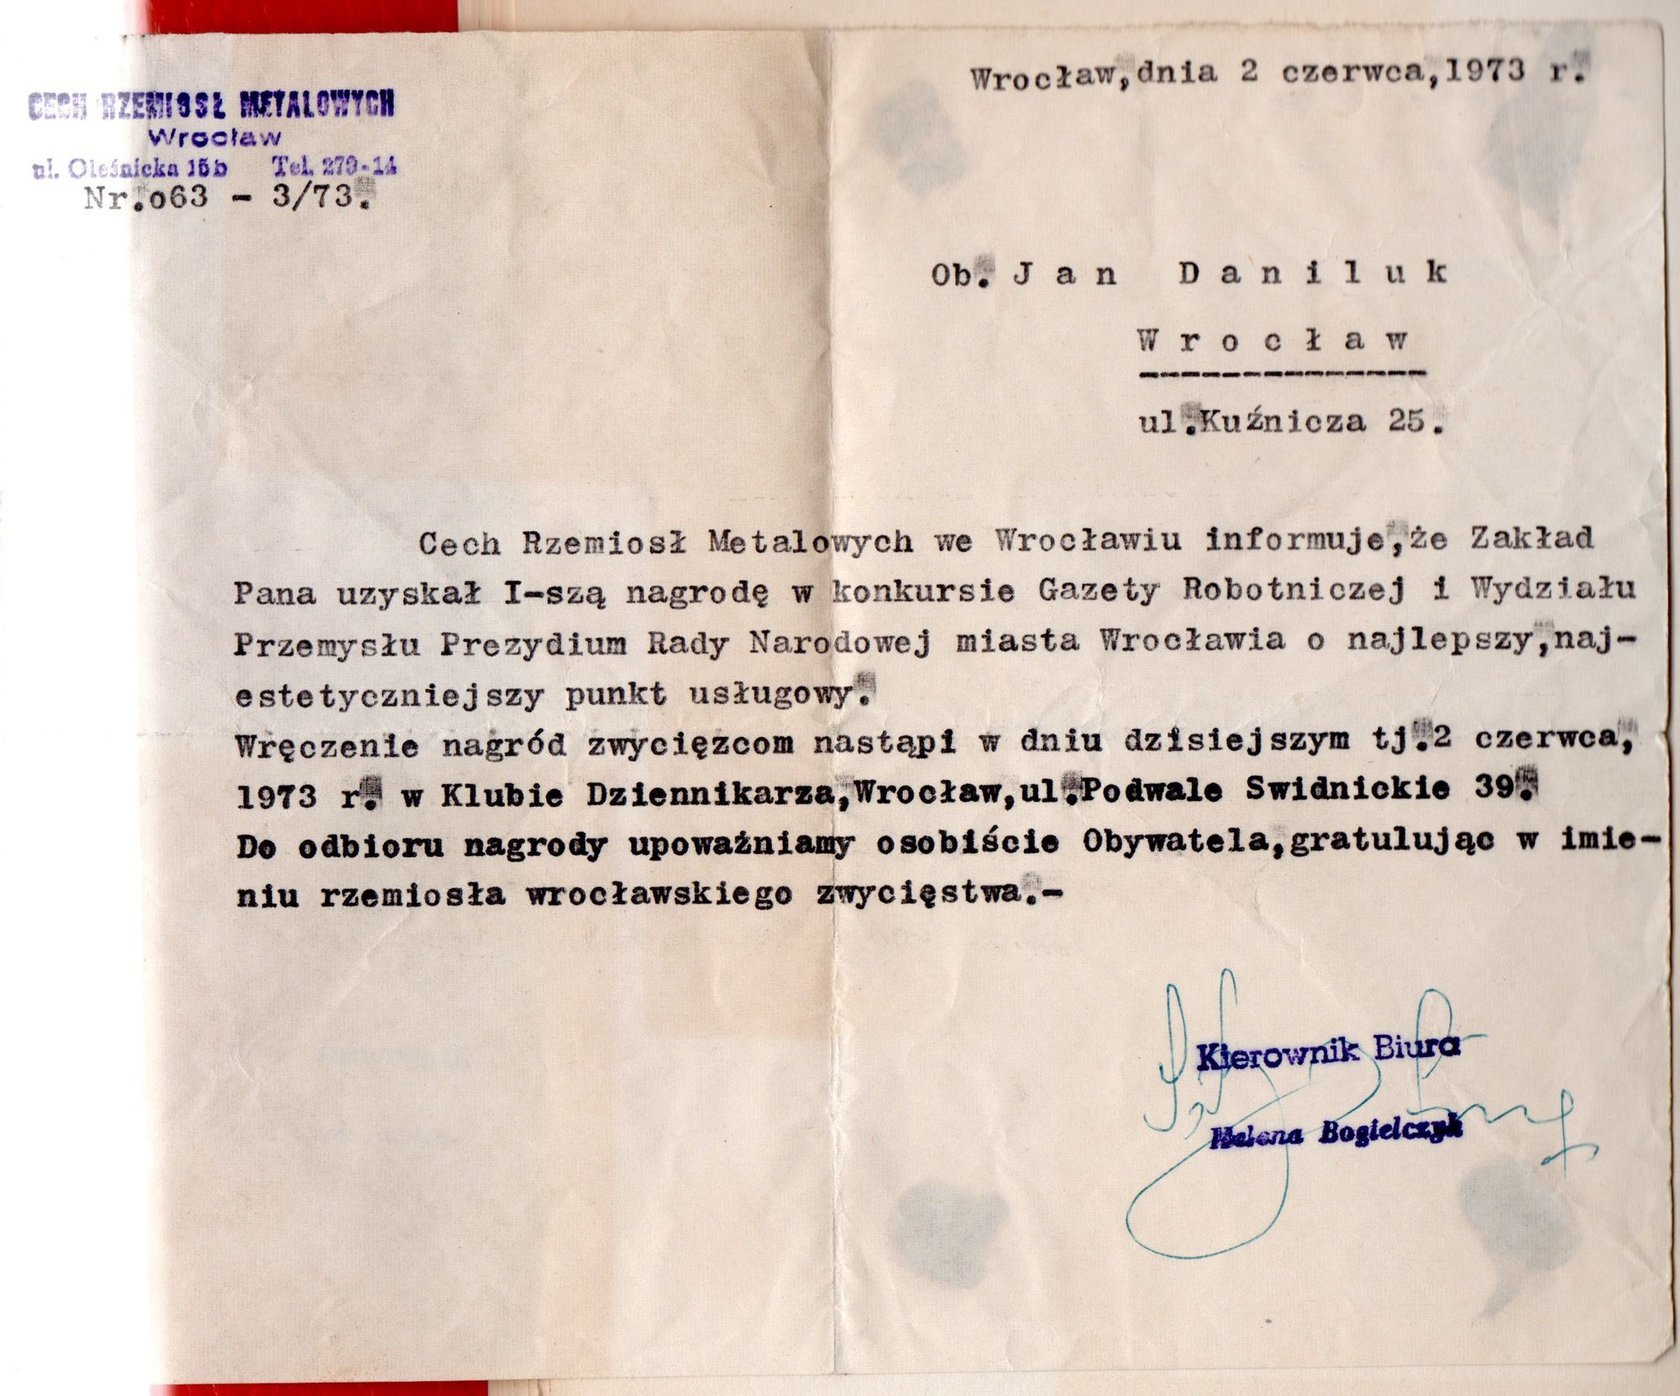 CECH RZEMIOSŁ METALOWYCH
Wrocław
ul. Oleśnicka 15b Tel. 279-14
Nr.o63 - 3/73.
Wrocław,dnia 2 czerwca,1973 r.
Ob. J a n D a n i l u k
W r o c ł a w
ul.Kuźnicza 25.
Cech Rzemiosł Metalowych we Wrocławiu informuje,że Zakład
Pana uzyskał I-szą nagrodę w konkursie Gazety Robotniczej i Wydziału
Przemysłu Prezydium Rady Narodowej miasta Wrocławia o najlepszy,naj-
estetyczniejszy punkt usługowy.
Wręczenie nagród zwycięzcom nastąpi w dniu dzisiejszym tj.2 czerwca,
1973 r. w Klubie Dziennikarza,Wrocław,ul.Podwale Swidnickie 39.
Do odbioru nagrody upoważniamy osobiście Obywatela,gratulując w imie-
niu rzemiosła wrocławskiego zwycięstwa.-
Kierownik Biura
Helena Bogielczyk